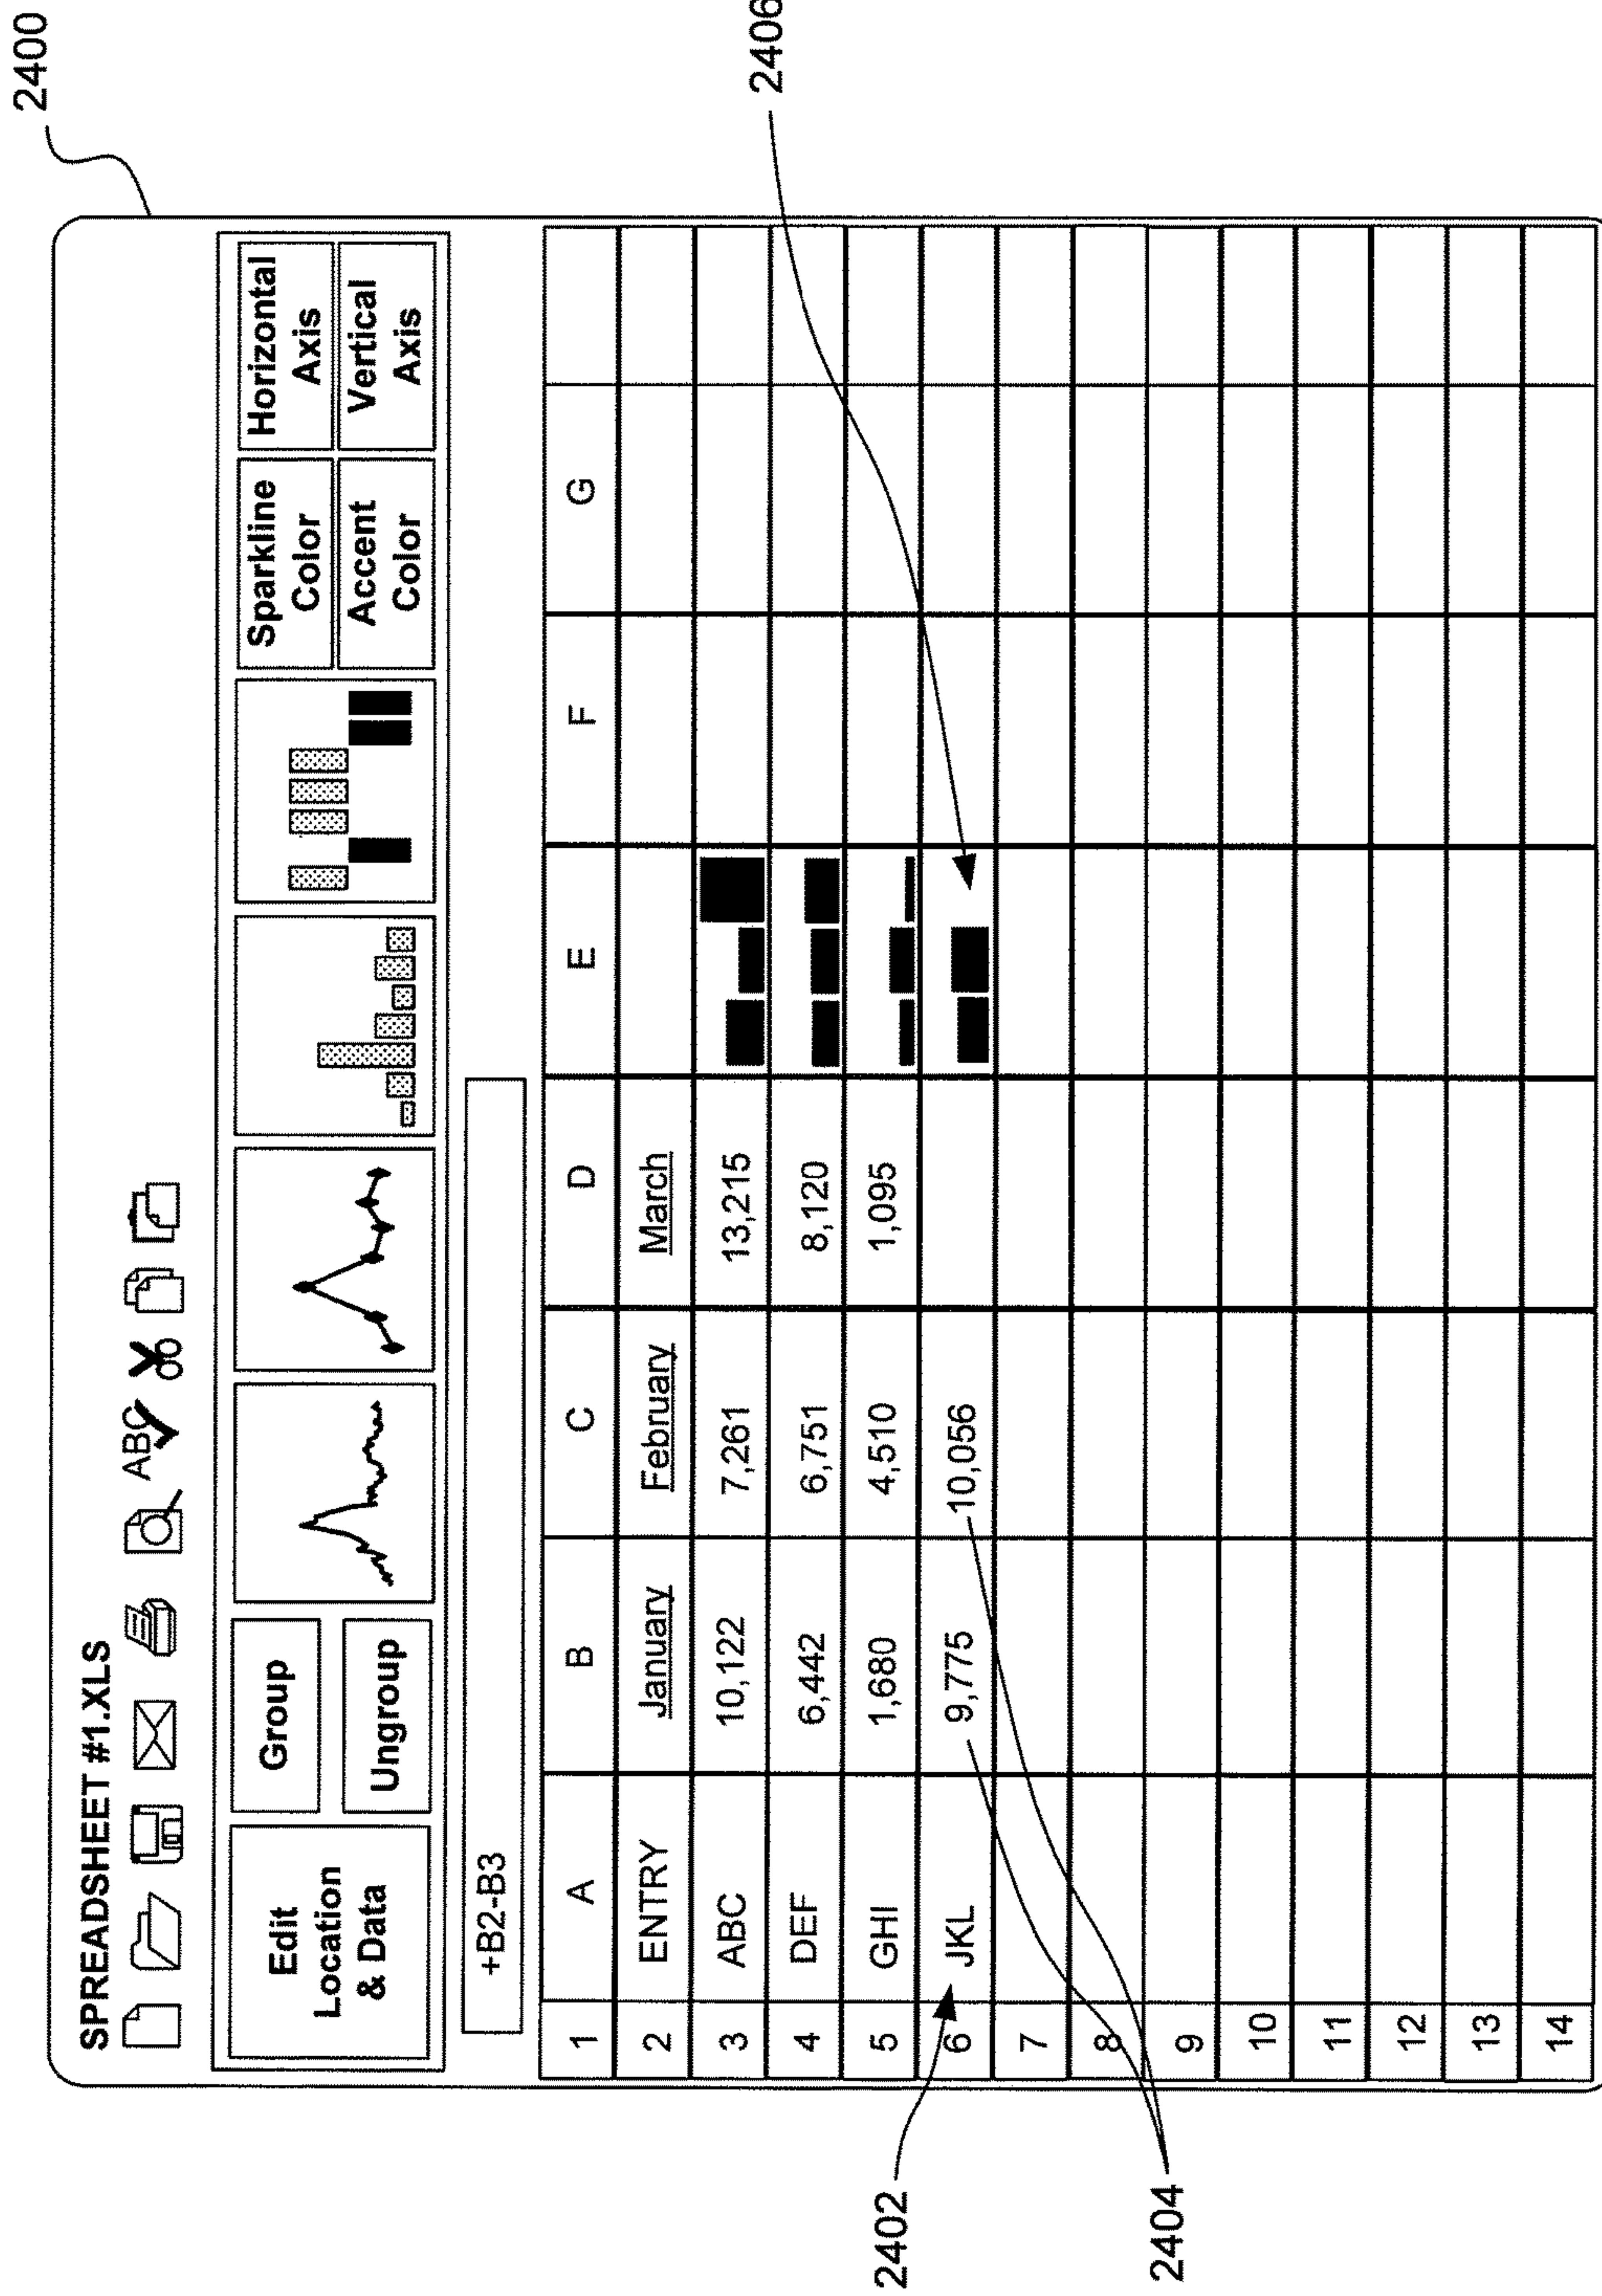 2400
SPREADSHEET #1.XLS
ABC
Edit Location & Data
Group
Ungroup
Sparkline Color
Accent Color
Horizontal Axis
Vertical Axis
+B2-B3
1 A B C D E F G
2 ENTRY January February March
3 ABC 10,122 7,261 13,215
4 DEF 6,442 6,751 8,120
5 GHI 1,680 4,510 1,095
6 JKL 9,775 10,056
7
8
9
10
11
12
13
14
2402
2404
2406